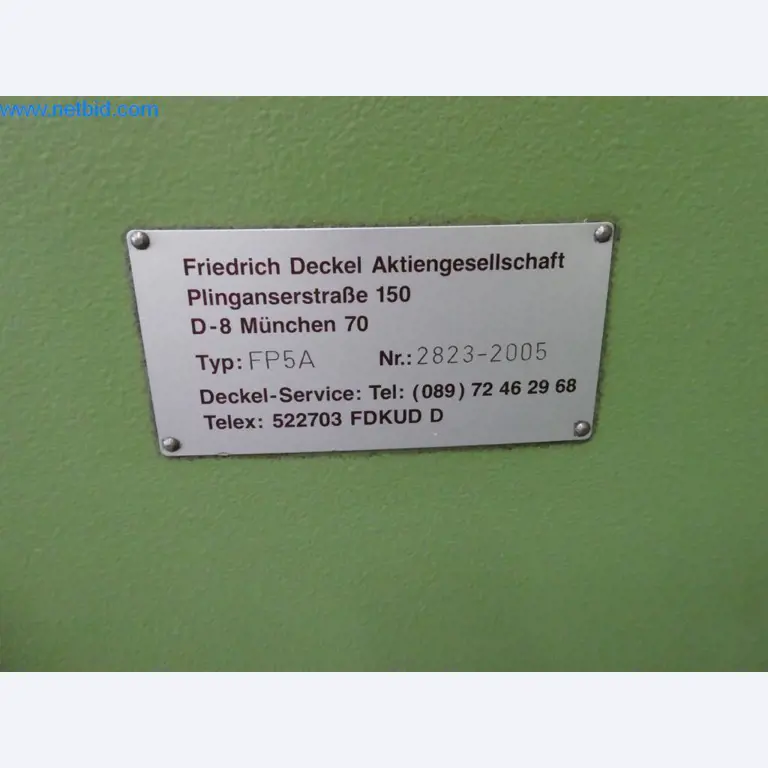 www.netbid.com
Friedrich Deckel Aktiengesellschaft
Plinganserstraße 150
D-8 München 70
Typ: FP5A Nr.: 2823-2005
Deckel-Service: Tel: (089) 72 46 29 68
Telex: 522703 FDKUD D